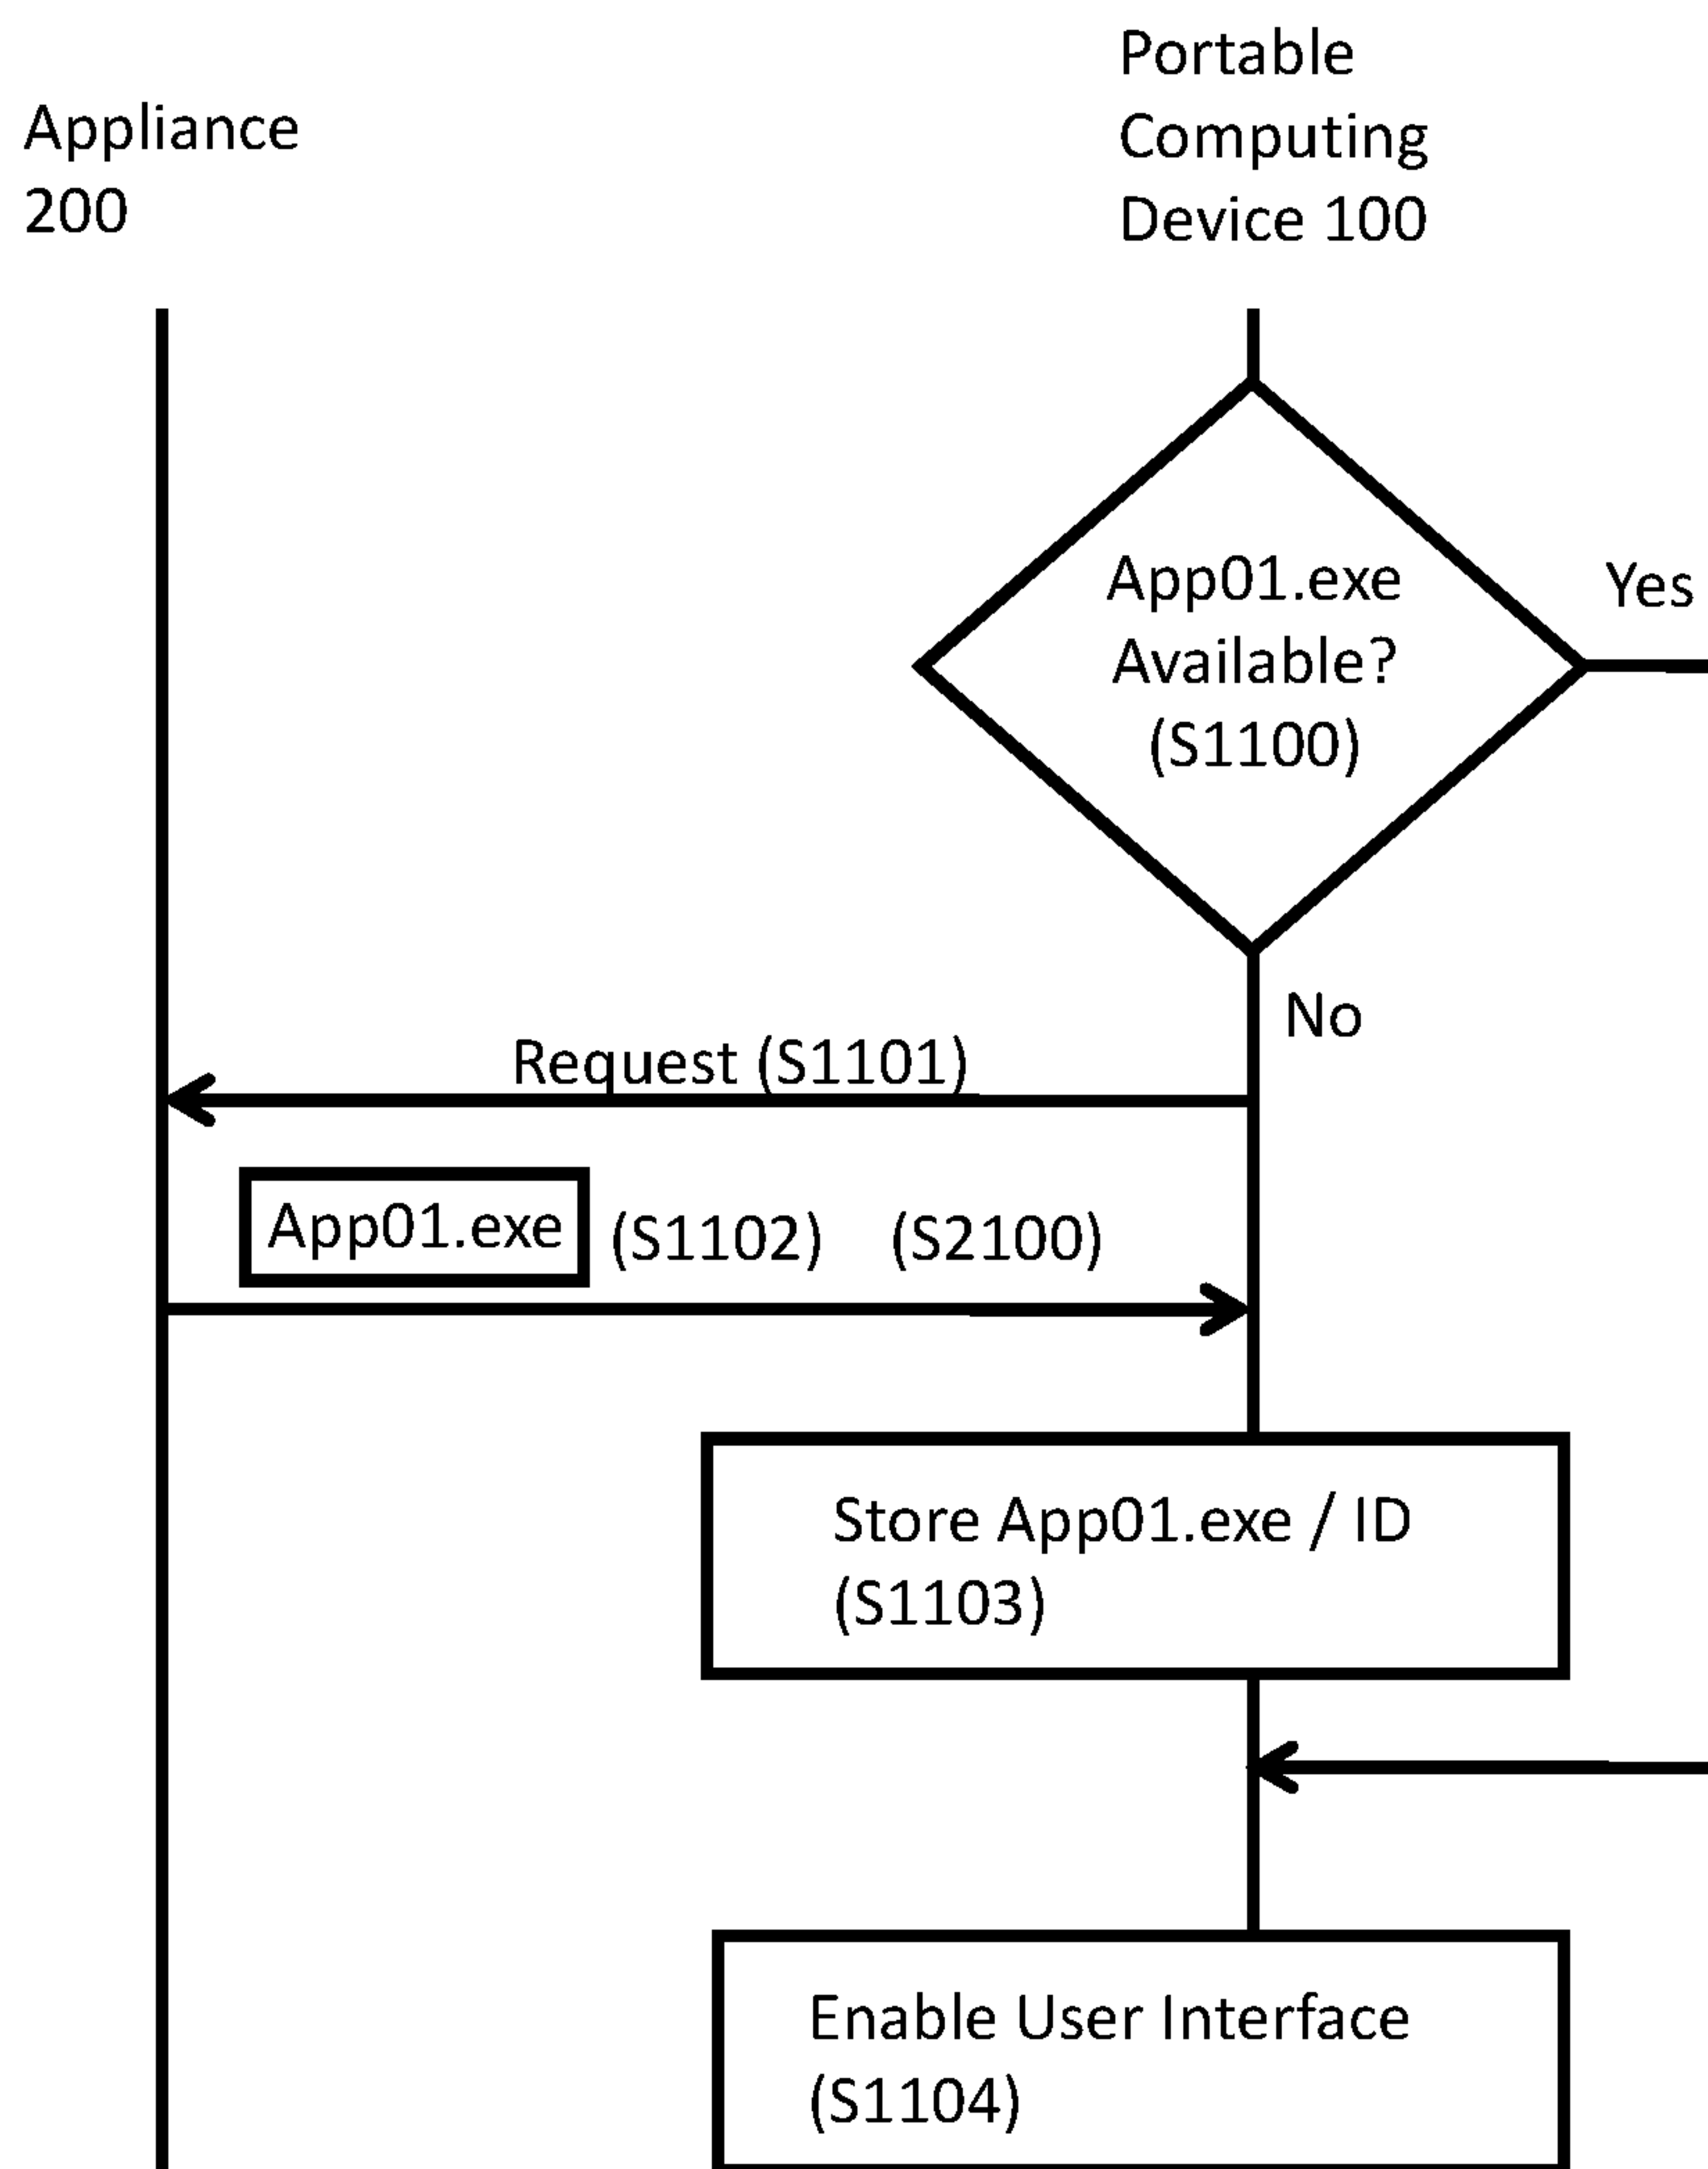 Appliance
200
Portable
Computing
Device 100
App01.exe
Available?
(S1100)
Yes
No
Request (S1101)
App01.exe (S1102) (S2100)
Store App01.exe / ID
(S1103)
Enable User Interface
(S1104)